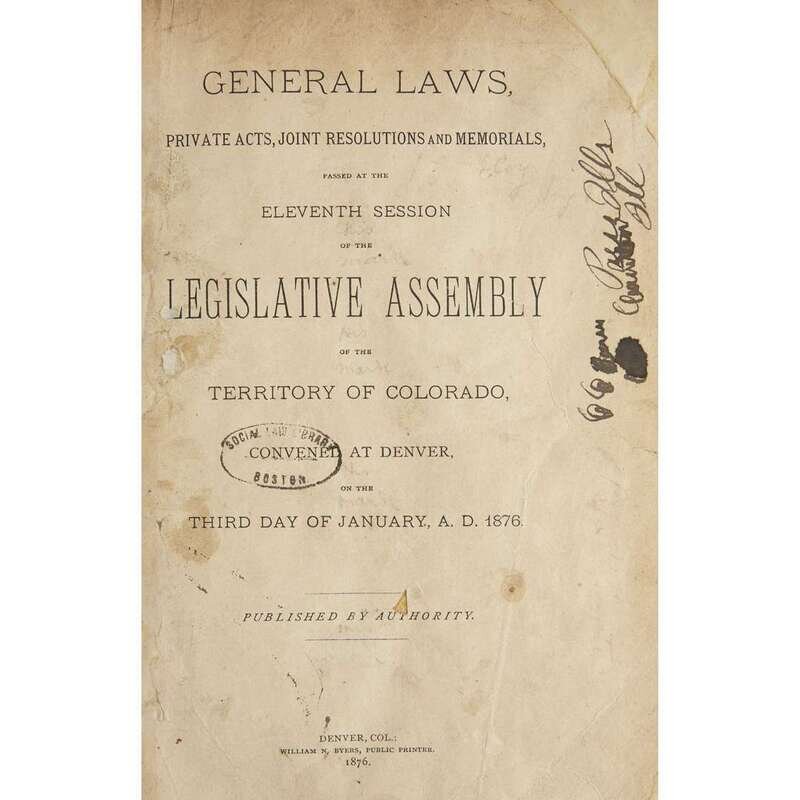 GENERAL LAWS,
PRIVATE ACTS, JOINT RESOLUTIONS AND MEMORIALS,
PASSED AT THE
ELEVENTH SESSION
OF THE
LEGISLATIVE ASSEMBLY
OF THE
TERRITORY OF COLORADO,
SOCIAL LAW LIBRARY
BOSTON
CONVENED AT DENVER,
ON THE
THIRD DAY OF JANUARY, A. D. 1876.
PUBLISHED BY AUTHORITY.
DENVER, COL.:
WILLIAM N. BYERS, PUBLIC PRINTER.
1876.